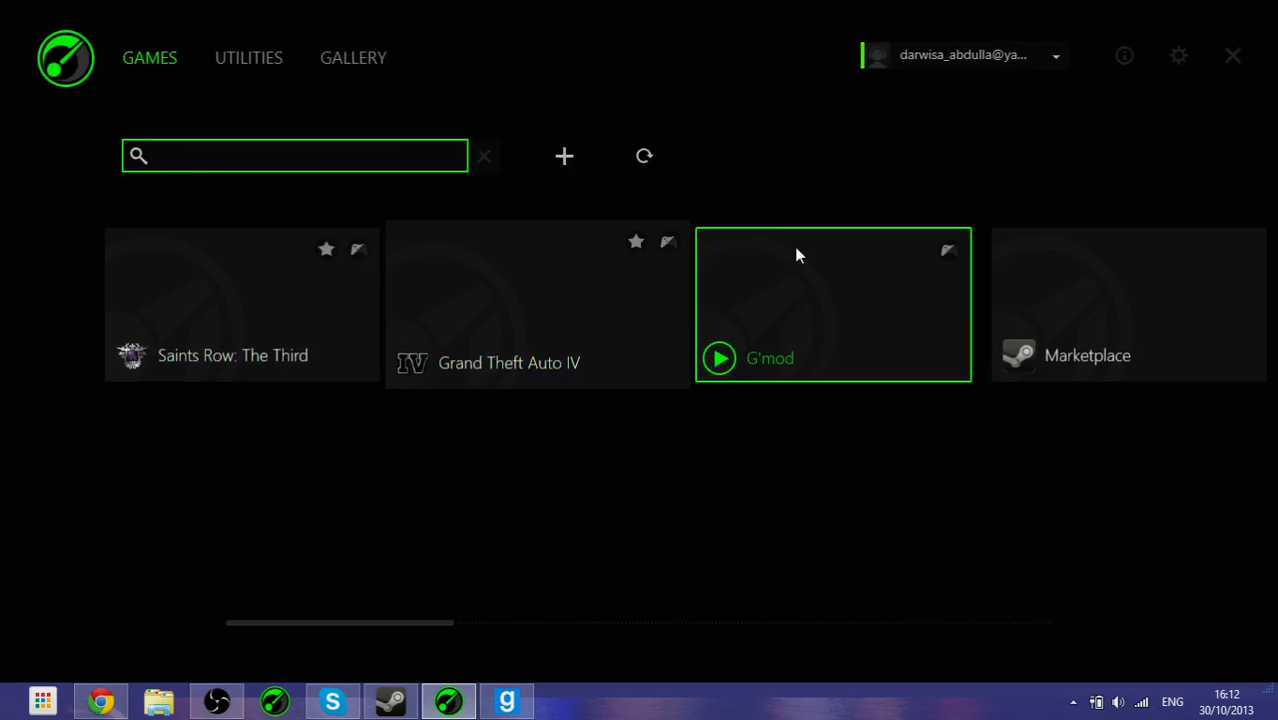 GAMES UTILITIES GALLERY darwisa_abdulla@ya...
Saints Row: The Third
IV Grand Theft Auto IV
G'mod
Marketplace
S g ENG 16:12
30/10/2013